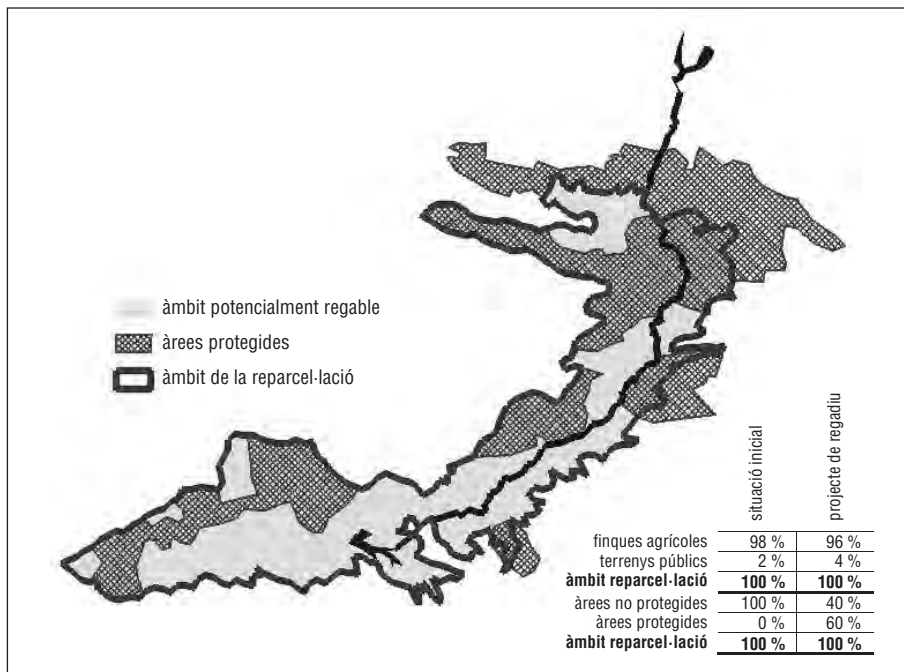 àmbit potencialment regable
àrees protegides
àmbit de la reparcel·lació
situació inicial
projecte de regadiu
finques agrícoles 98 % 96 %
terrenys públics 2 % 4 %
àmbit reparcel·lació 100 % 100 %
àrees no protegides 100 % 40 %
àrees protegides 0 % 60 %
àmbit reparcel·lació 100 % 100 %